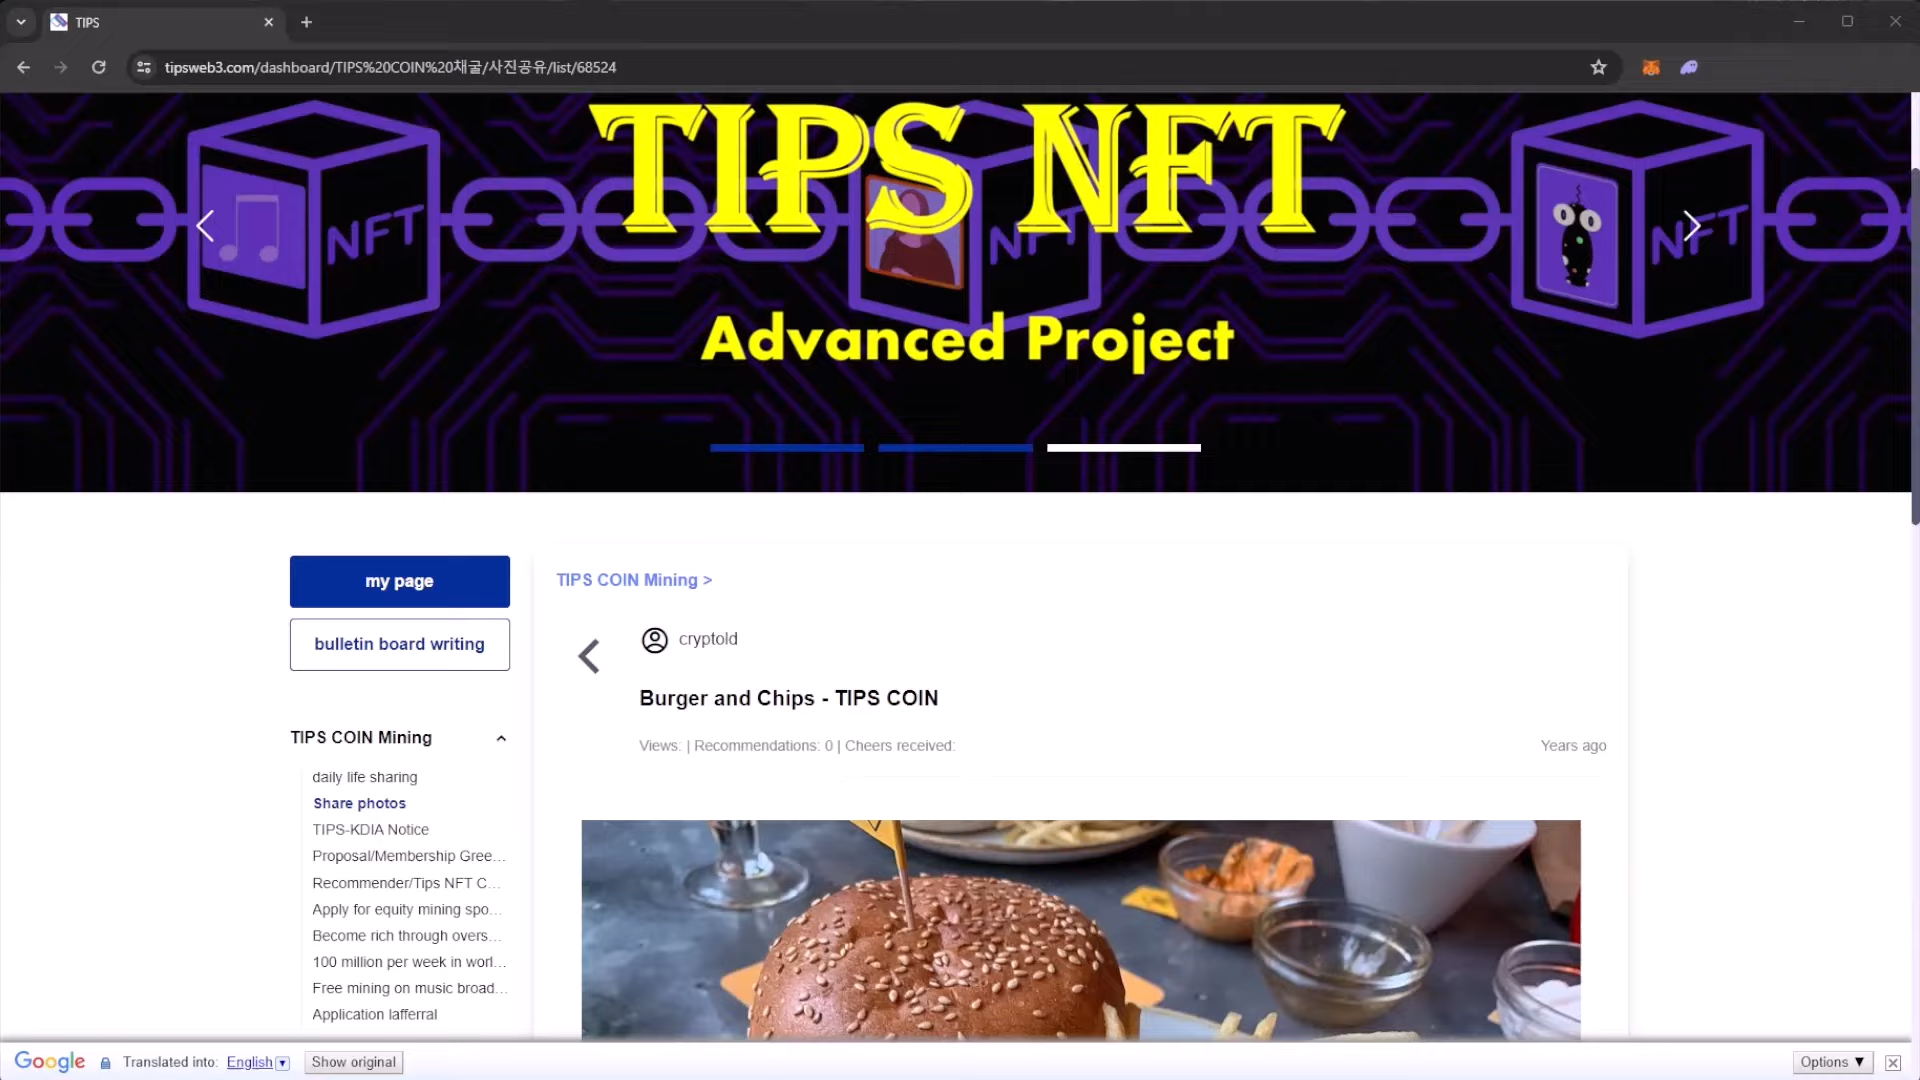 TIPS
tipsweb3.com/dashboard/TIPS%20COIN%20채굴/사진공유/list/68524
TIPS NFT
NFT
NFT
NFT
Advanced Project
my page
bulletin board writing
TIPS COIN Mining
daily life sharing
Share photos
TIPS-KDIA Notice
Proposal/Membership Gree...
Recommender/Tips NFT C...
Apply for equity mining spo...
Become rich through overs...
100 million per week in worl...
Free mining on music broad...
Application lafferral
TIPS COIN Mining >
cryptold
Burger and Chips - TIPS COIN
Views: | Recommendations: 0 | Cheers received:
Years ago
Google
Translated into: English
Show original
Options ▼